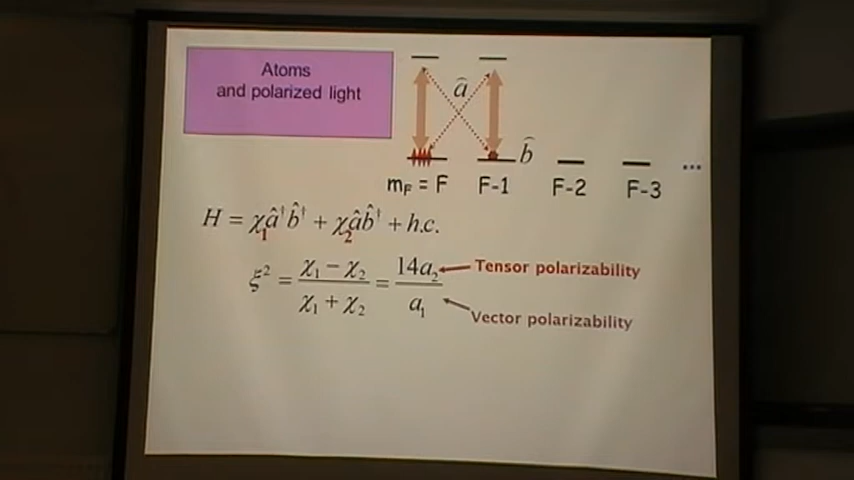 Atoms
and polarized light
â
b̂
m_F = F F-1 F-2 F-3 ...
H = χ₁â†b̂† + χ₂âb̂† + h.c.
ξ² = (χ₁ − χ₂)/(χ₁ + χ₂) = 14a₂/a₁
Tensor polarizability
Vector polarizability